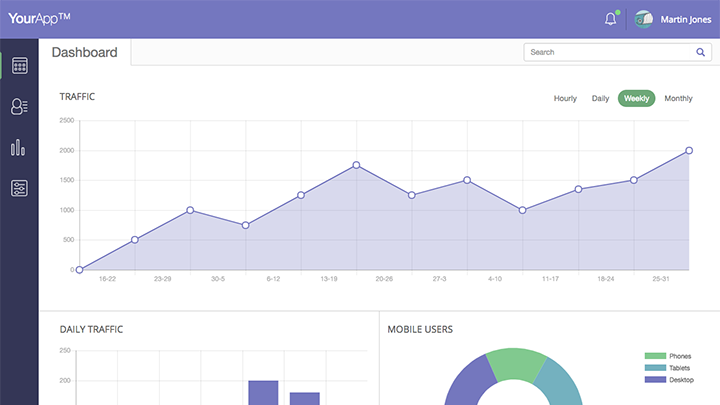 YourApp™
Martin Jones
Dashboard
Search
TRAFFIC
Hourly Daily Weekly Monthly
2500
2000
1500
1000
500
0
16-22 23-29 30-5 6-12 13-19 20-26 27-3 4-10 11-17 18-24 25-31
DAILY TRAFFIC
250
200
MOBILE USERS
Phones
Tablets
Desktop